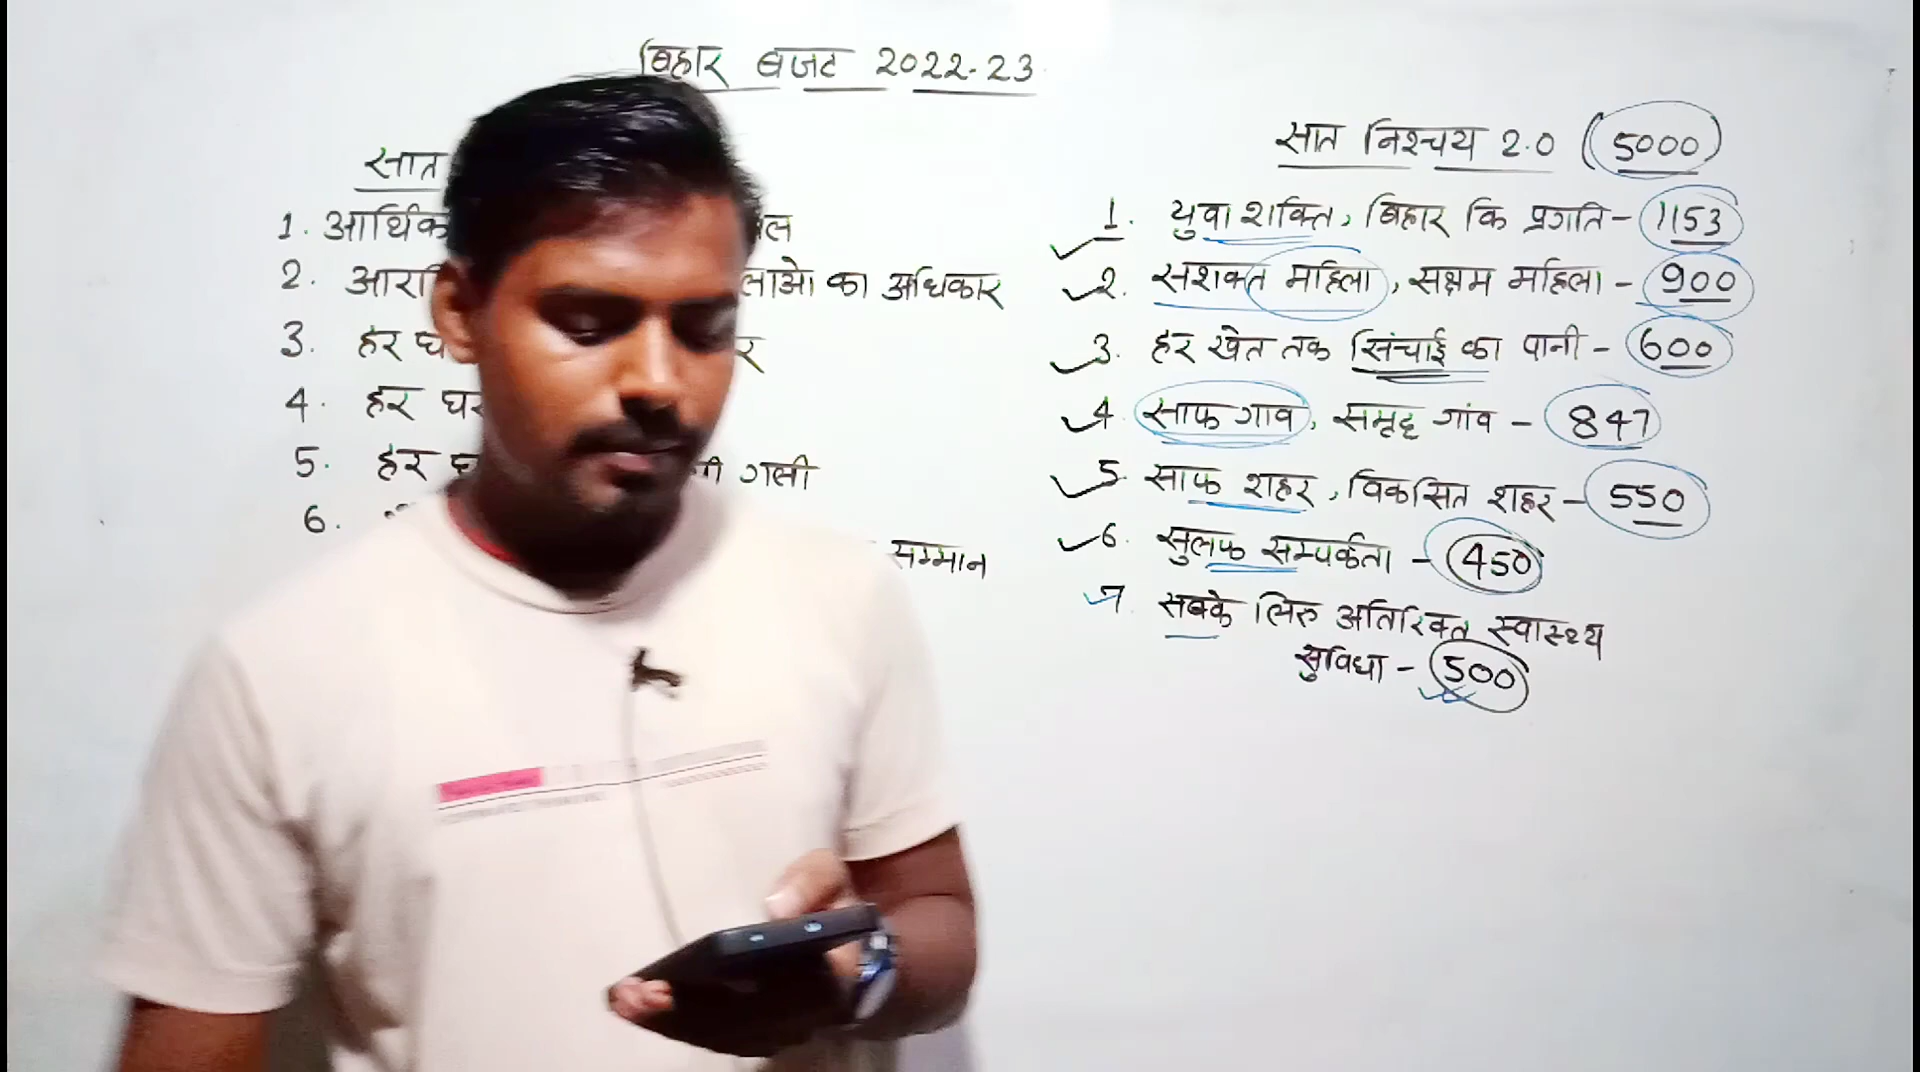 बिहार बजट 2022-23
सात
1. आर्थिक
2. आरा लाओ का अधिकार
3. हर घ र
4. हर घर
5. हर घ गली
6. सम्मान
सात निश्चय 2.0 (5000)
1. युवा शक्ति, बिहार कि प्रगति - 1153
2. सशक्त महिला, सक्षम महिला - 900
3. हर खेत तक सिंचाई का पानी - 600
4. साफ गाव, समृद्ध गांव - 847
5. साफ शहर, विकसित शहर - 550
6. सुलफ सम्पर्कता - 450
7. सबके लिए अतिरिक्त स्वास्थ्य
सुविधा - 500